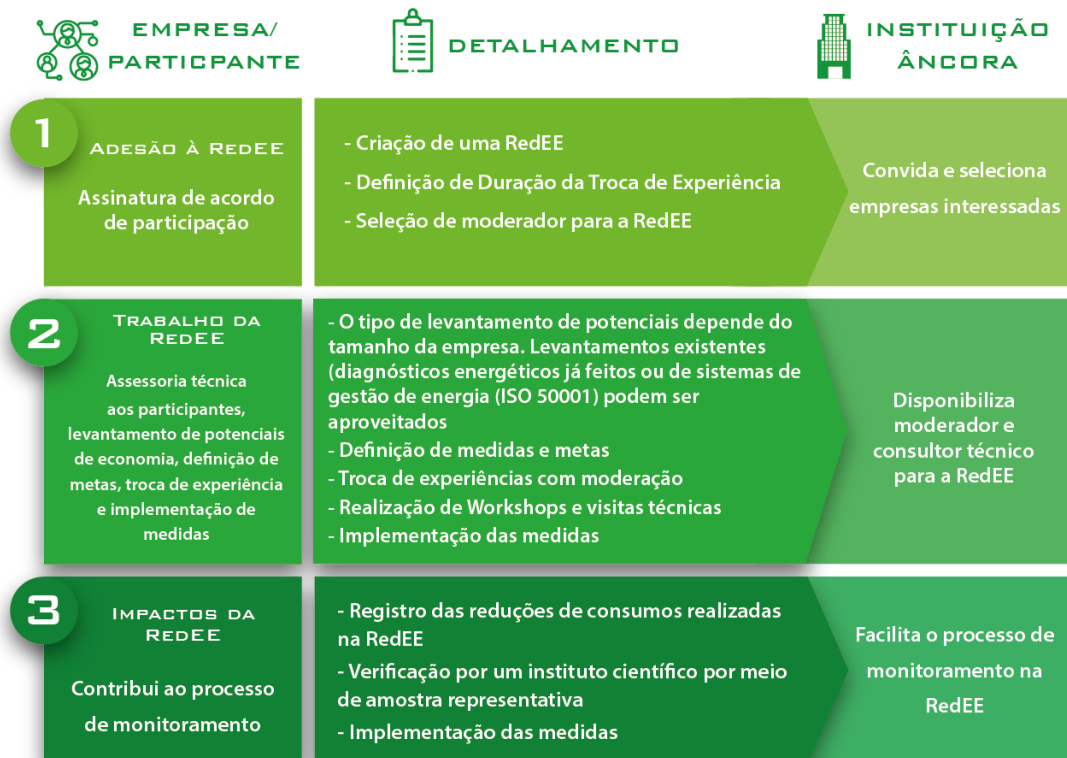 EMPRESA/
PARTICPANTE
DETALHAMENTO
INSTITUIÇÃO
ÂNCORA
1
Adesão à RedEE
Assinatura de acordo
de participação
- Criação de uma RedEE
- Definição de Duração da Troca de Experiência
- Seleção de moderador para a RedEE
Convida e seleciona
empresas interessadas
2
Trabalho da
RedEE
Assessoria técnica
aos participantes,
levantamento de potenciais
de economia, definição de
metas, troca de experiência
e implementação de
medidas
- O tipo de levantamento de potenciais depende do
tamanho da empresa. Levantamentos existentes
(diagnósticos energéticos já feitos ou de sistemas de
gestão de energia (ISO 50001) podem ser
aproveitados
- Definição de medidas e metas
- Troca de experiências com moderação
- Realização de Workshops e visitas técnicas
- Implementação das medidas
Disponibiliza
moderador e
consultor técnico
para a RedEE
3
Impactos da
RedEE
Contribui ao processo
de monitoramento
- Registro das reduções de consumos realizadas
na RedEE
- Verificação por um instituto científico por meio
de amostra representativa
- Implementação das medidas
Facilita o processo de
monitoramento na
RedEE